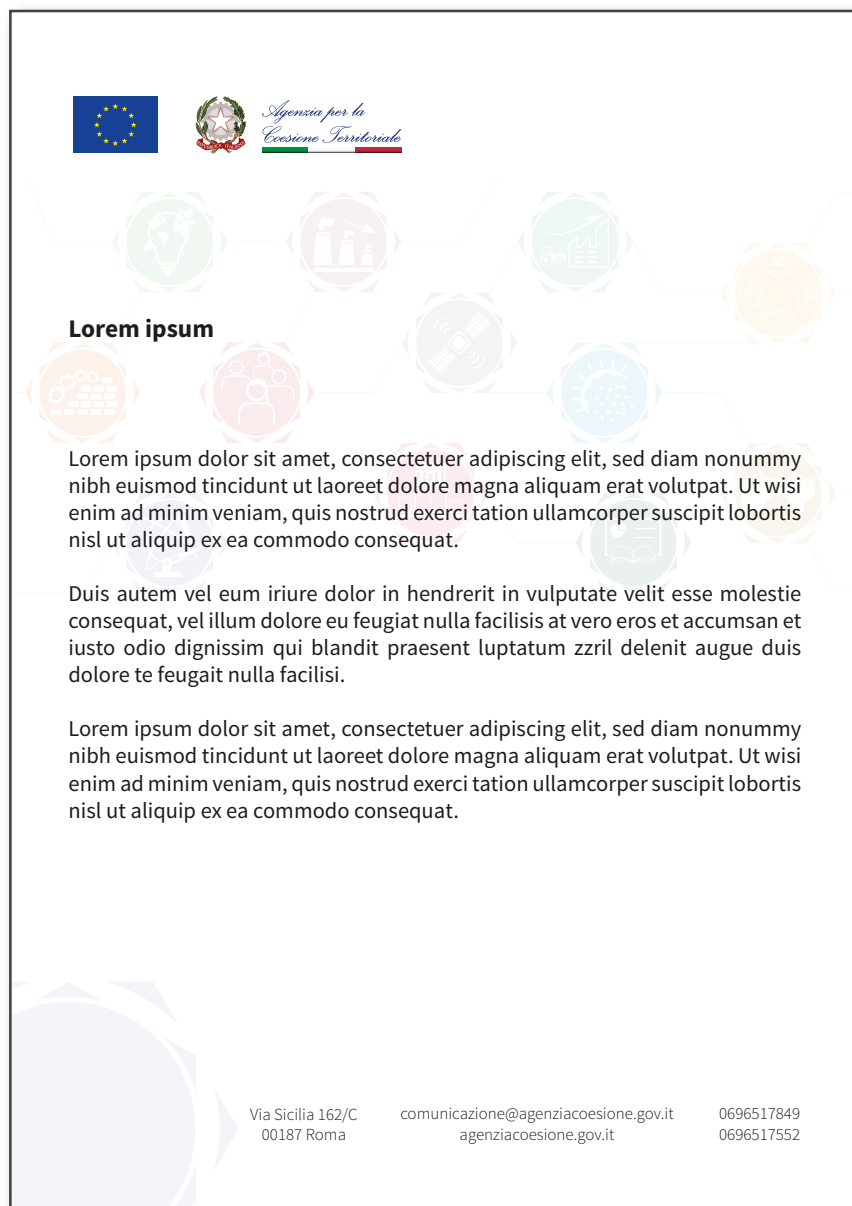 Agenzia per la
Coesione Territoriale
Lorem ipsum
Lorem ipsum dolor sit amet, consectetuer adipiscing elit, sed diam nonummy
nibh euismod tincidunt ut laoreet dolore magna aliquam erat volutpat. Ut wisi
enim ad minim veniam, quis nostrud exerci tation ullamcorper suscipit lobortis
nisl ut aliquip ex ea commodo consequat.
Duis autem vel eum iriure dolor in hendrerit in vulputate velit esse molestie
consequat, vel illum dolore eu feugiat nulla facilisis at vero eros et accumsan et
iusto odio dignissim qui blandit praesent luptatum zzril delenit augue duis
dolore te feugait nulla facilisi.
Lorem ipsum dolor sit amet, consectetuer adipiscing elit, sed diam nonummy
nibh euismod tincidunt ut laoreet dolore magna aliquam erat volutpat. Ut wisi
enim ad minim veniam, quis nostrud exerci tation ullamcorper suscipit lobortis
nisl ut aliquip ex ea commodo consequat.
Via Sicilia 162/C
00187 Roma
comunicazione@agenziacoesione.gov.it
agenziacoesione.gov.it
0696517849
0696517552